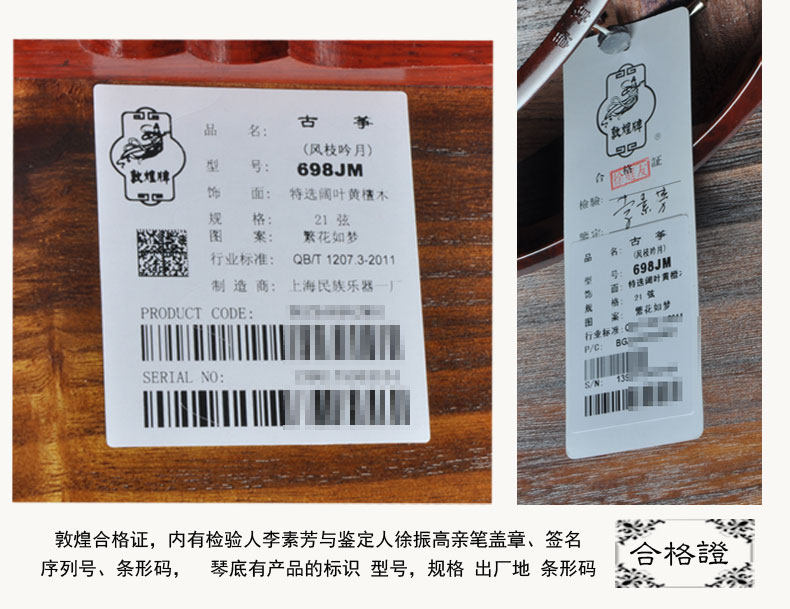 敦煌牌
品 名： 古 筝
（风枝吟月）
型 号： 698JM
饰 面： 特选阔叶黄檀木
规 格： 21 弦
图 案： 繁花如梦
行业标准： QB/T 1207.3-2011
制 造 商： 上海民族乐器一厂
PRODUCT CODE:
SERIAL NO:
敦煌牌
®
合 格 证
检验：李素芳
鉴定：
品 名： 古 筝
（风枝吟月）
型 号： 698JM
饰 面： 特选阔叶黄檀木
规 格： 21 弦
图 案： 繁花如梦
行业标准：
P/C: BG
S/N: 139
敦煌合格证，内有检验人李素芳与鉴定人徐振高亲笔盖章、签名
序列号、条形码， 琴底有产品的标识 型号，规格 出厂地 条形码
合格證